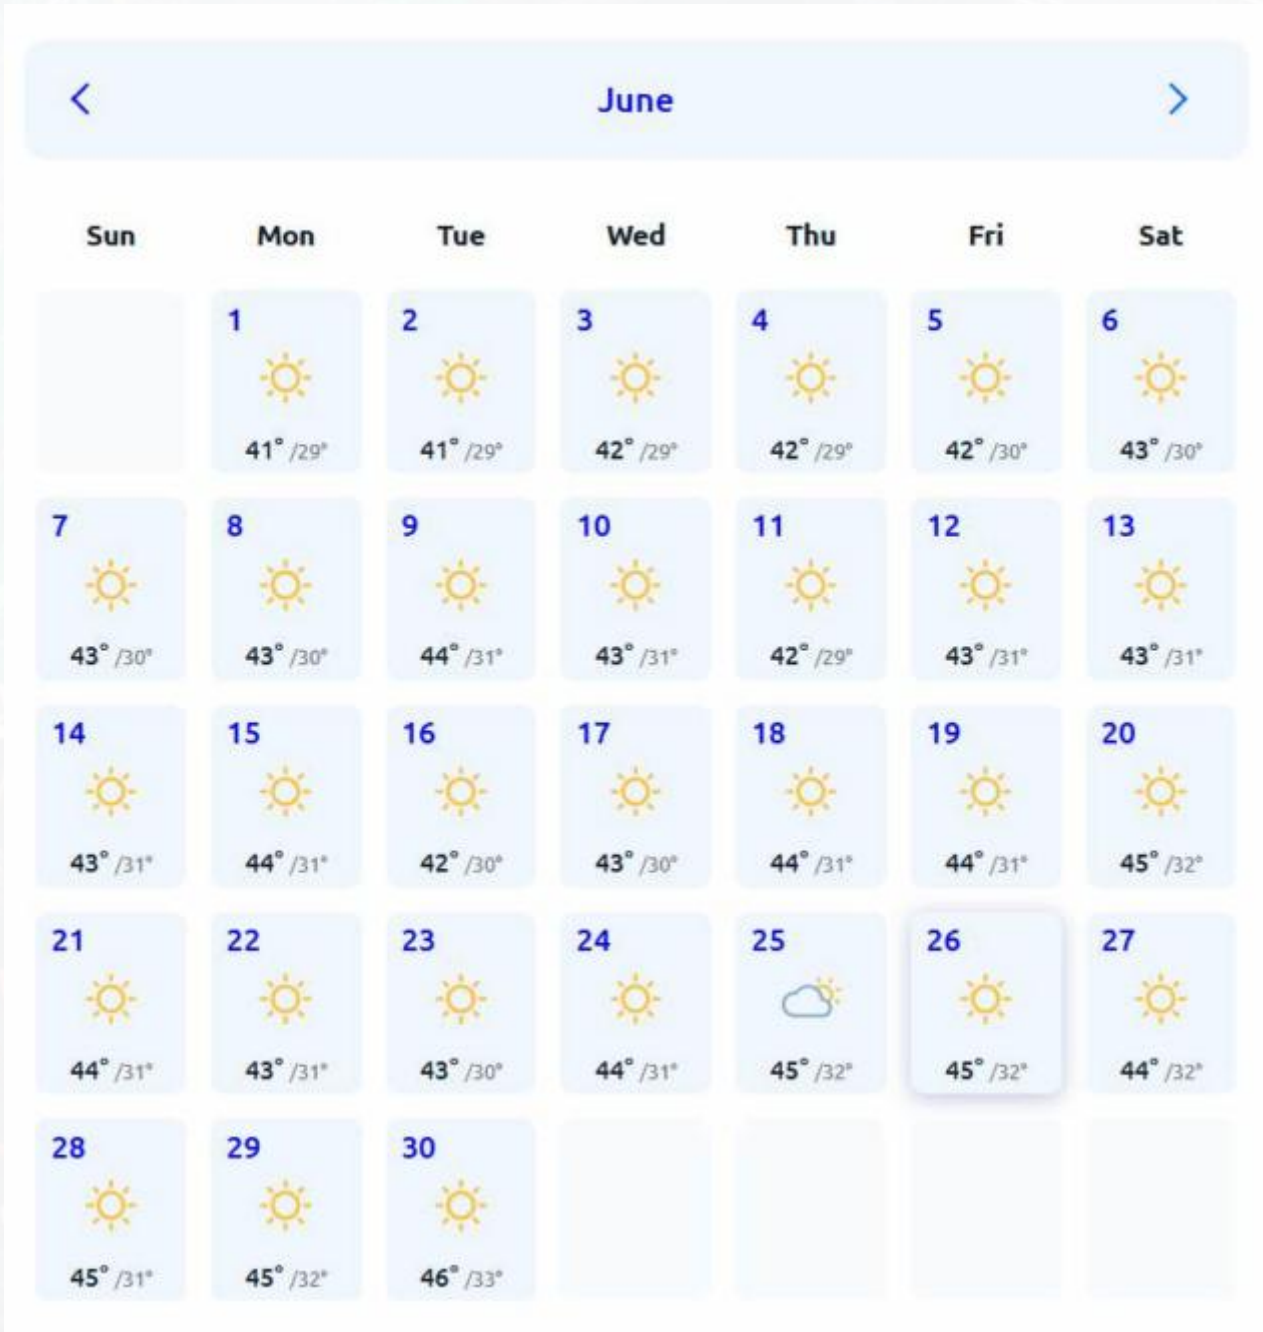 June
Sun Mon Tue Wed Thu Fri Sat
1 2 3 4 5 6
41° /29° 41° /29° 42° /29° 42° /29° 42° /30° 43° /30°
7 8 9 10 11 12 13
43° /30° 43° /30° 44° /31° 43° /31° 42° /29° 43° /31° 43° /31°
14 15 16 17 18 19 20
43° /31° 44° /31° 42° /30° 43° /30° 44° /31° 44° /31° 45° /32°
21 22 23 24 25 26 27
44° /31° 43° /31° 43° /30° 44° /31° 45° /32° 45° /32° 44° /32°
28 29 30
45° /31° 45° /32° 46° /33°